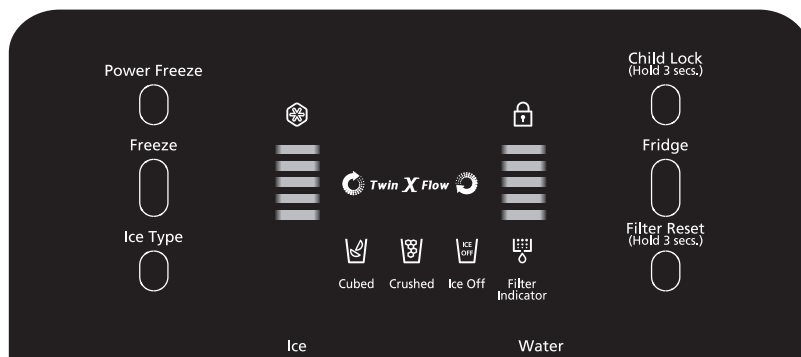 Power Freeze
Freeze
Ice Type
Twin X Flow
Child Lock
(Hold 3 secs.)
Fridge
Filter Reset
(Hold 3 secs.)
ICE
OFF
Cubed
Crushed
Ice Off
Filter
Indicator
Ice
Water